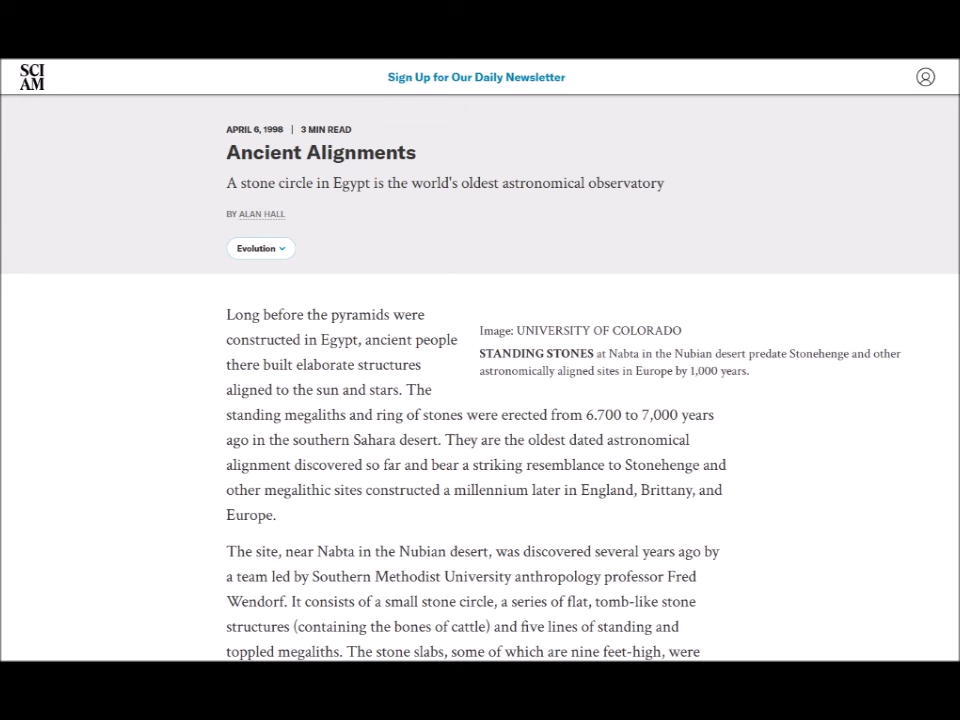 SCI
AM
Sign Up for Our Daily Newsletter
APRIL 6, 1998 | 3 MIN READ
Ancient Alignments
A stone circle in Egypt is the world's oldest astronomical observatory
BY ALAN HALL
Evolution
Long before the pyramids were
constructed in Egypt, ancient people
there built elaborate structures
aligned to the sun and stars. The
Image: UNIVERSITY OF COLORADO
STANDING STONES at Nabta in the Nubian desert predate Stonehenge and other
astronomically aligned sites in Europe by 1,000 years.
standing megaliths and ring of stones were erected from 6.700 to 7,000 years
ago in the southern Sahara desert. They are the oldest dated astronomical
alignment discovered so far and bear a striking resemblance to Stonehenge and
other megalithic sites constructed a millennium later in England, Brittany, and
Europe.
The site, near Nabta in the Nubian desert, was discovered several years ago by
a team led by Southern Methodist University anthropology professor Fred
Wendorf. It consists of a small stone circle, a series of flat, tomb-like stone
structures (containing the bones of cattle) and five lines of standing and
toppled megaliths. The stone slabs, some of which are nine feet-high, were